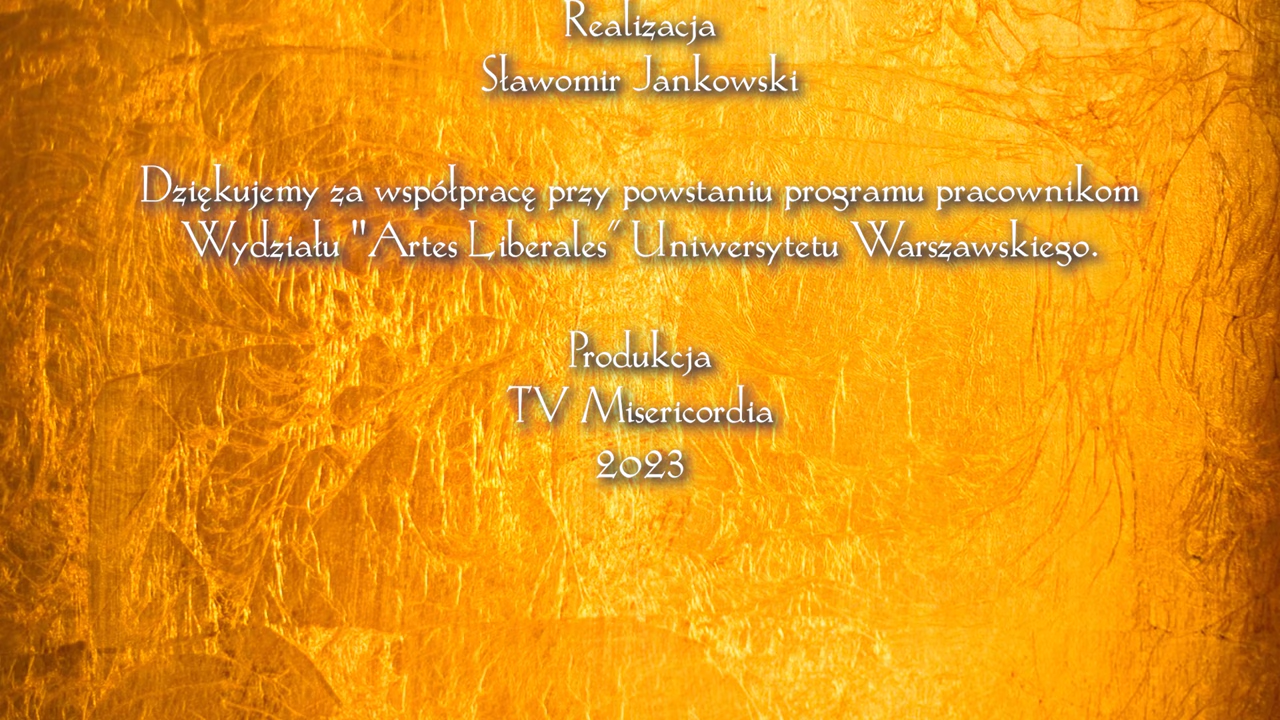 Realizacja
Sławomir Jankowski
Dziękujemy za współpracę przy powstaniu programu pracownikom
Wydziału "Artes Liberales” Uniwersytetu Warszawskiego.
Produkcja
TV Misericordia
2023